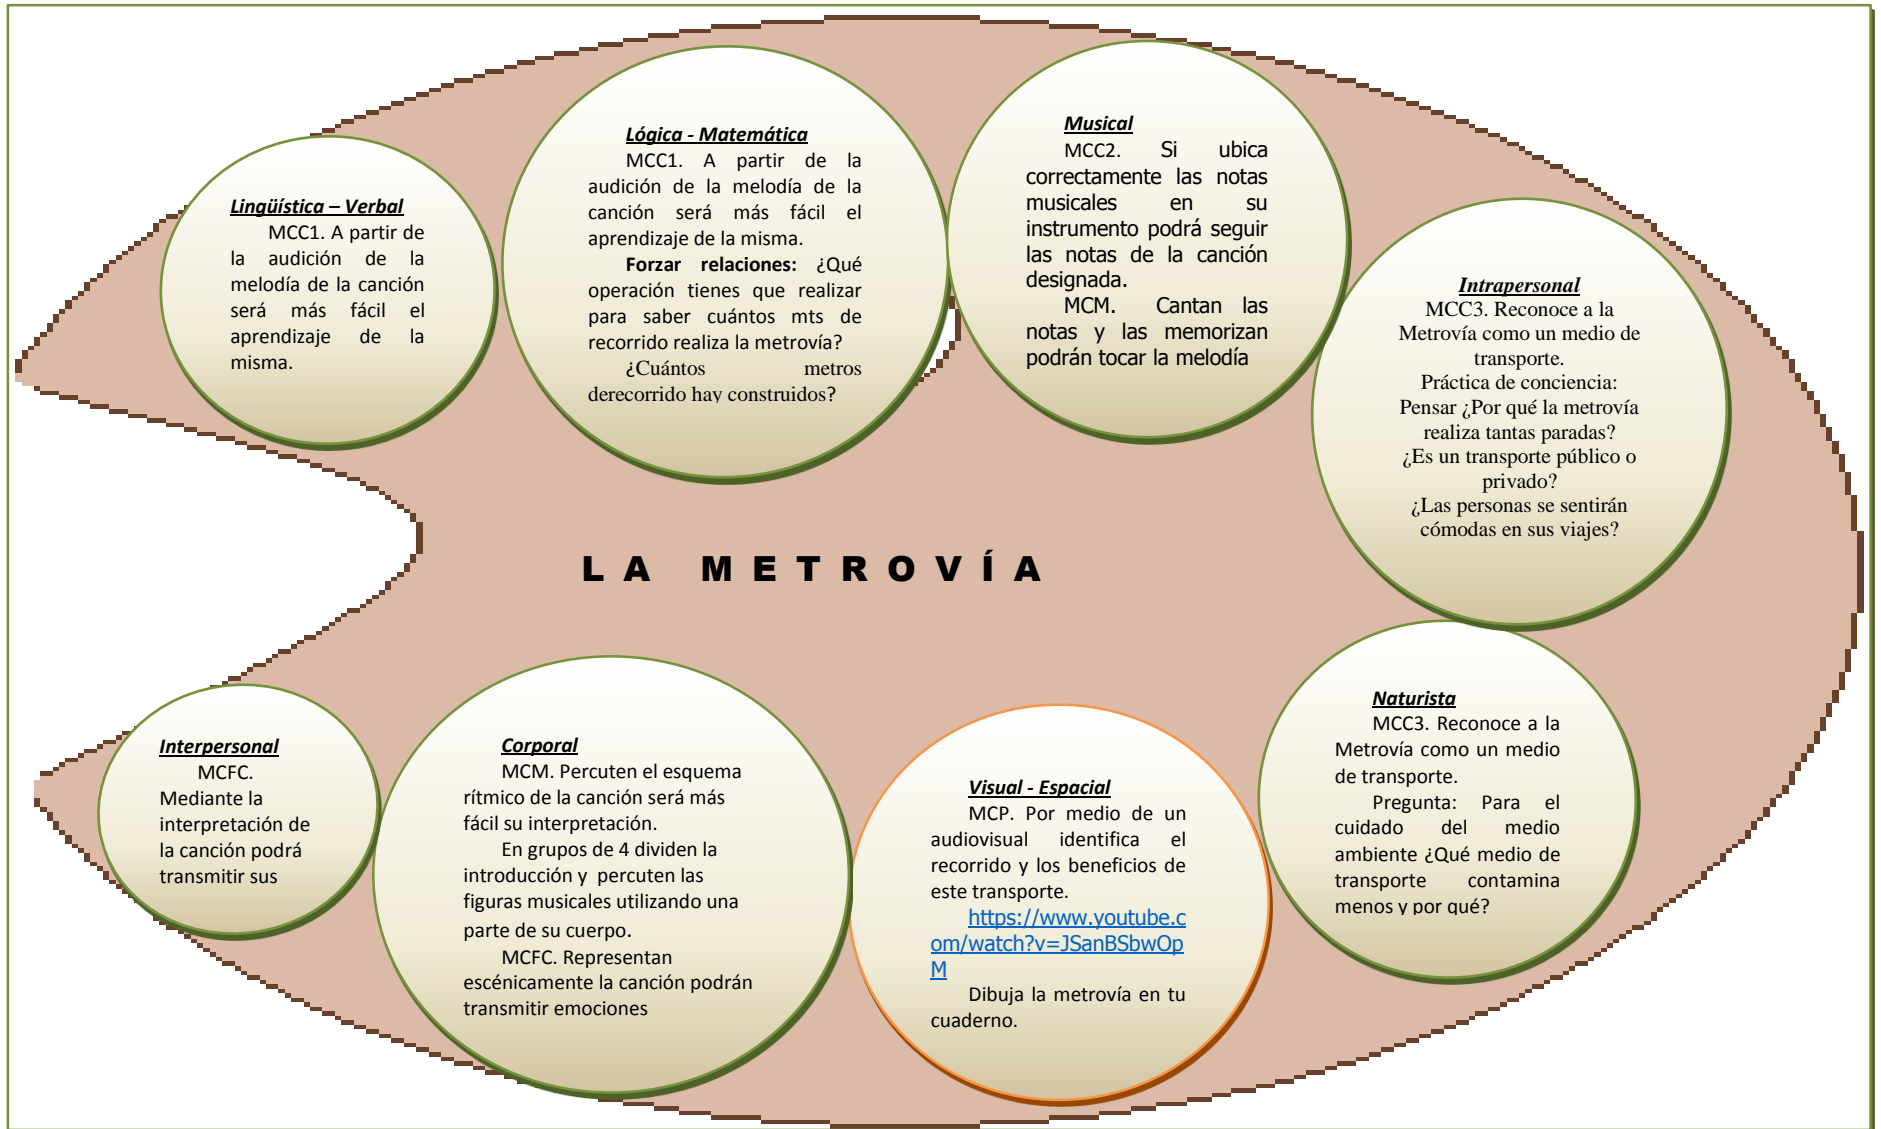 Lingüística – Verbal
MCC1. A partir de
la audición de la
melodía de la canción
será más fácil el
aprendizaje de la
misma.
Lógica - Matemática
MCC1. A partir de la
audición de la melodía de la
canción será más fácil el
aprendizaje de la misma.
Forzar relaciones: ¿Qué
operación tienes que realizar
para saber cuántos mts de
recorrido realiza la metrovía?
¿Cuántos metros
derecorrido hay construidos?
Musical
MCC2. Si ubica
correctamente las notas
musicales en su
instrumento podrá seguir
las notas de la canción
designada.
MCM. Cantan las
notas y las memorizan
podrán tocar la melodía
Intrapersonal
MCC3. Reconoce a la
Metrovía como un medio de
transporte.
Práctica de conciencia:
Pensar ¿Por qué la metrovía
realiza tantas paradas?
¿Es un transporte público o
privado?
¿Las personas se sentirán
cómodas en sus viajes?
LA METROVÍA
Interpersonal
MCFC.
Mediante la
interpretación de
la canción podrá
transmitir sus
Corporal
MCM. Percuten el esquema
rítmico de la canción será más
fácil su interpretación.
En grupos de 4 dividen la
introducción y percuten las
figuras musicales utilizando una
parte de su cuerpo.
MCFC. Representan
escénicamente la canción podrán
transmitir emociones
Visual - Espacial
MCP. Por medio de un
audiovisual identifica el
recorrido y los beneficios de
este transporte.
https://www.youtube.c
om/watch?v=JSanBSbwOp
M
Dibuja la metrovía en tu
cuaderno.
Naturista
MCC3. Reconoce a la
Metrovía como un medio
de transporte.
Pregunta: Para el
cuidado del medio
ambiente ¿Qué medio de
transporte contamina
menos y por qué?